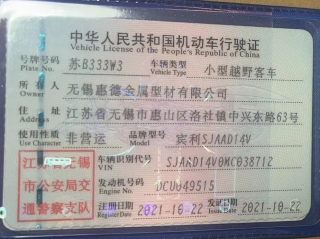 中华人民共和国机动车行驶证
Vehicle License of the People's Republic of China
号牌号码 苏B333W3 车辆类型 小型越野客车
Plate No. Vehicle Type
所有人 无锡惠德金属型材有限公司
Owner
住址 江苏省无锡市惠山区洛社镇中兴东路63号
Address
使用性质 非营运 品牌型号 宾利SJAAD14V
Use Character Model
江苏省无锡 车辆识别代号 SJARD14V0MC038712
VIN
市公安局交 发动机号码 DCU049515
Engine No.
通警察支队 注册日期 2021-10-22 发证日期 2021-10-22
Register Date Issue Date